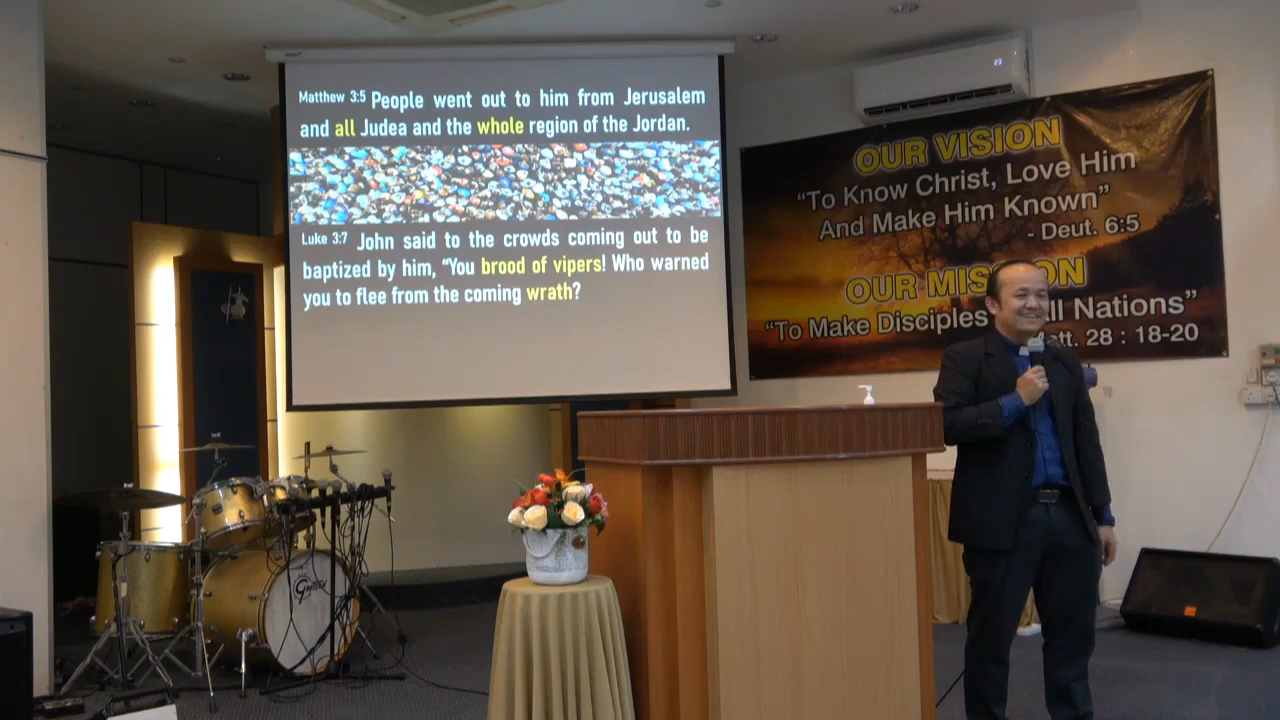 Matthew 3:5 People went out to him from Jerusalem
and all Judea and the whole region of the Jordan.
Luke 3:7 John said to the crowds coming out to be
baptized by him, “You brood of vipers! Who warned
you to flee from the coming wrath?
OUR VISION
“To Know Christ, Love Him
And Make Him Known”
- Deut. 6:5
OUR MIS ON
“To Make Disciples ll Nations”
Matt. 28 : 18-20
Gretsch